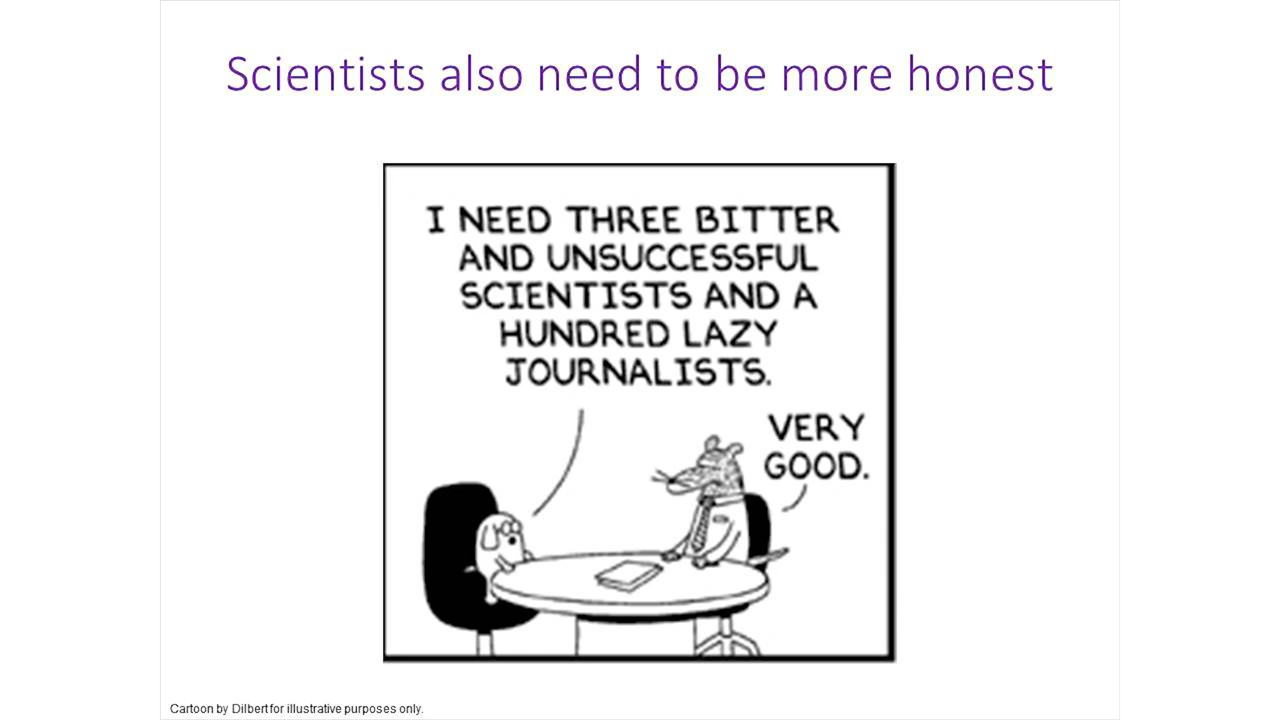 Scientists also need to be more honest
I NEED THREE BITTER
AND UNSUCCESSFUL
SCIENTISTS AND A
HUNDRED LAZY
JOURNALISTS.
VERY
GOOD.
Cartoon by Dilbert for illustrative purposes only.